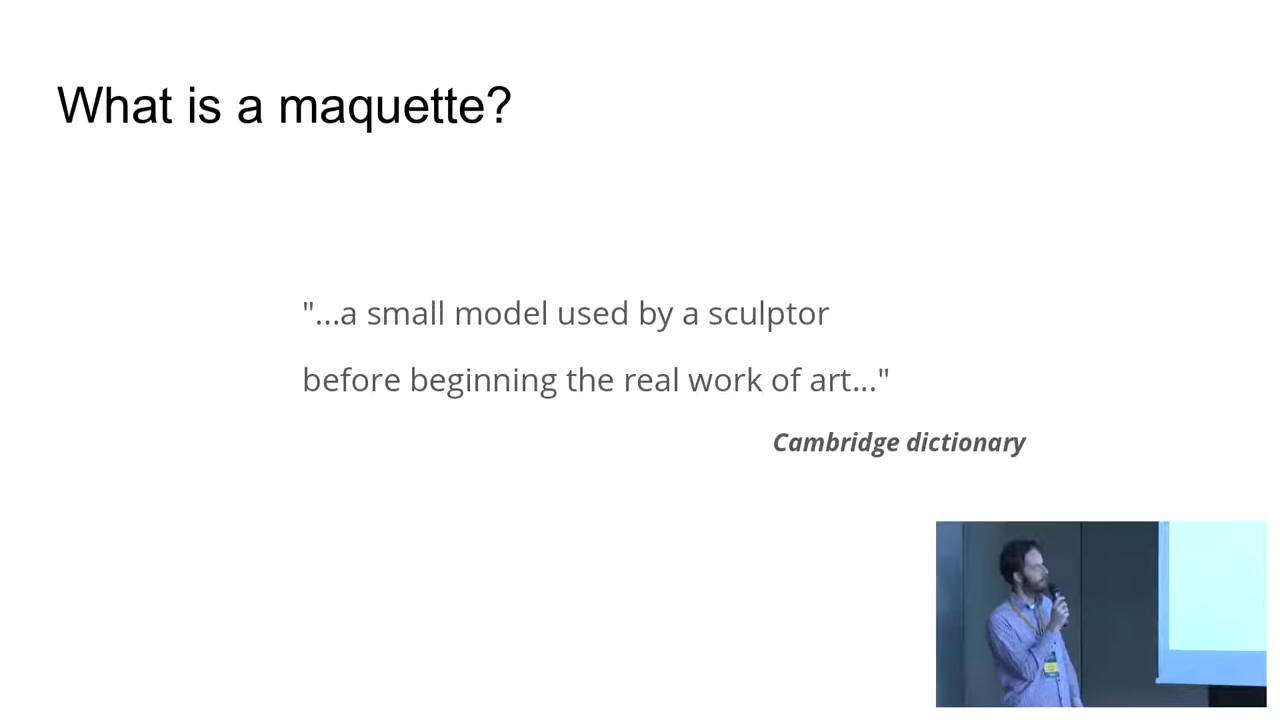 What is a maquette?
"...a small model used by a sculptor
before beginning the real work of art..."
Cambridge dictionary